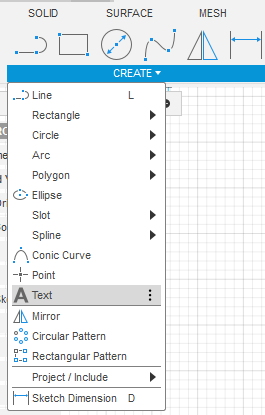 SOLID SURFACE MESH
CREATE
Line L
Rectangle
Circle
Arc
Polygon
Ellipse
Slot
Spline
Conic Curve
Point
Text
Mirror
Circular Pattern
Rectangular Pattern
Project / Include
Sketch Dimension D